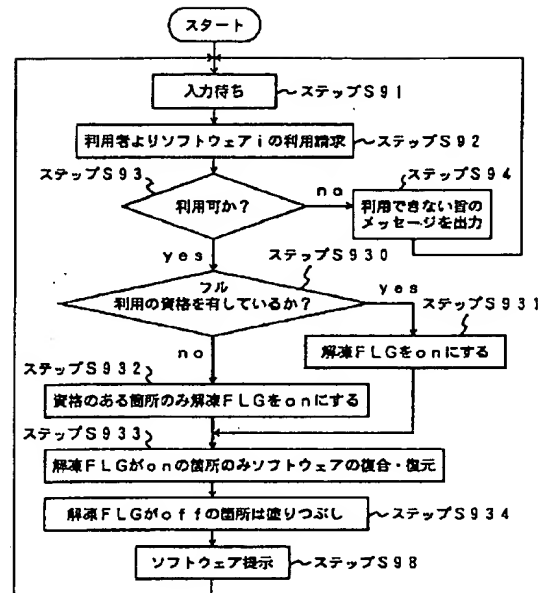 スタート
入力待ち
ステップS91
利用者よりソフトウェアiの利用請求
ステップS92
ステップS93
利用可か？
no
ステップS94
利用できない旨の
メッセージを出力
yes
ステップS930
フル
利用の資格を有しているか？
yes
ステップS931
解凍FLGをonにする
no
ステップS932
資格のある箇所のみ解凍FLGをonにする
ステップS933
解凍FLGがonの箇所のみソフトウェアの復合・復元
解凍FLGがoffの箇所は塗りつぶし
ステップS934
ソフトウェア提示
ステップS98